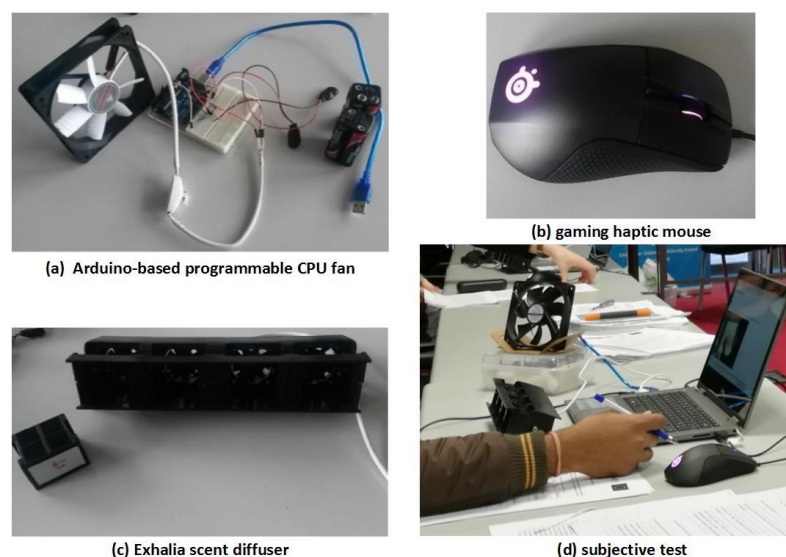 (a) Arduino-based programmable CPU fan
(b) gaming haptic mouse
(c) Exhalia scent diffuser
(d) subjective test